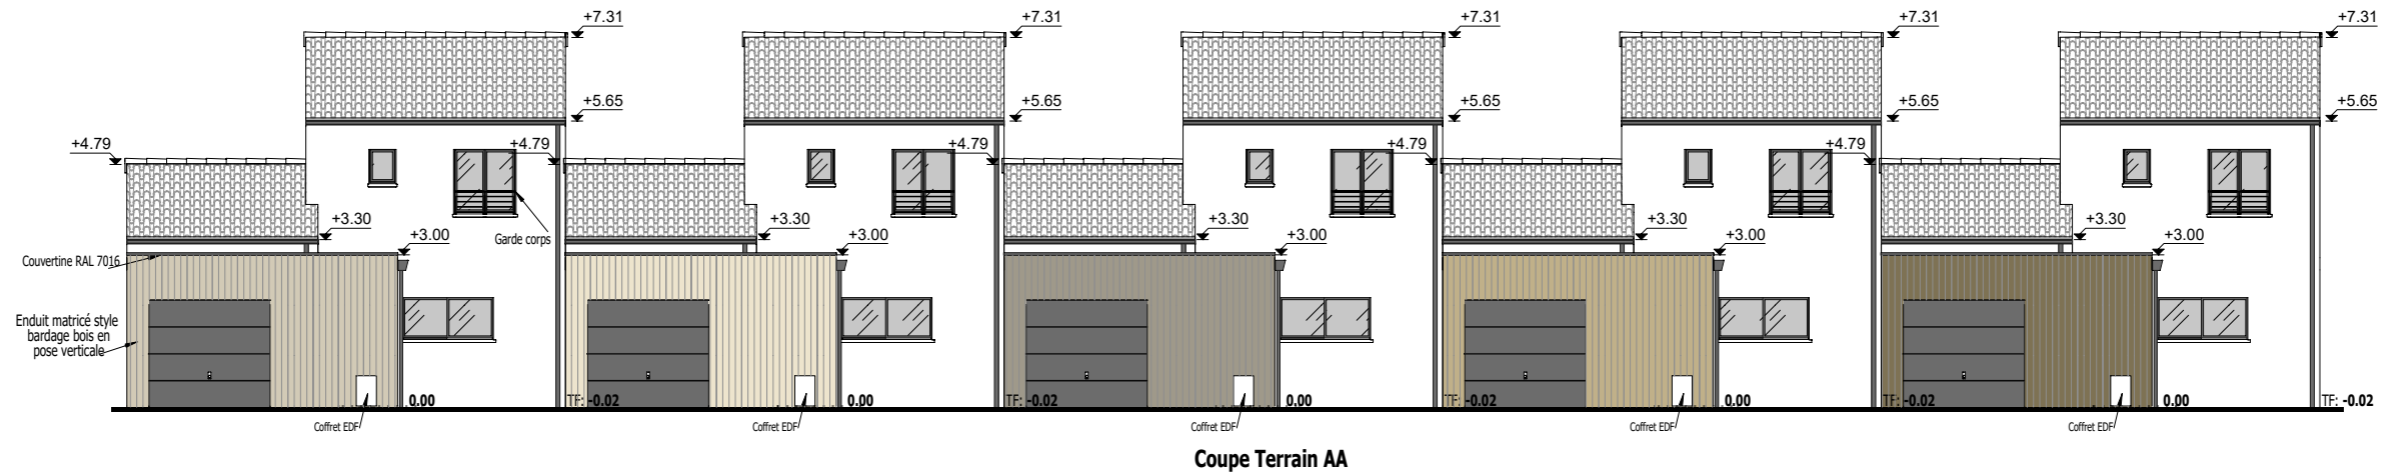 +7.31 +7.31 +7.31 +7.31 +7.31
+5.65 +5.65 +5.65 +5.65 +5.65
+4.79 +4.79 +4.79 +4.79 +4.79
+3.30 +3.30 +3.30 +3.30 +3.30
+3.00 +3.00 +3.00 +3.00 +3.00
Garde corps
Couvertine RAL 7016
Enduit matricé style
bardage bois en
pose verticale
0.00 TF: -0.02 0.00 TF: -0.02 0.00 TF: -0.02 0.00 TF: -0.02 0.00 TF: -0.02
Coffret EDF Coffret EDF Coffret EDF Coffret EDF Coffret EDF
Coupe Terrain AA